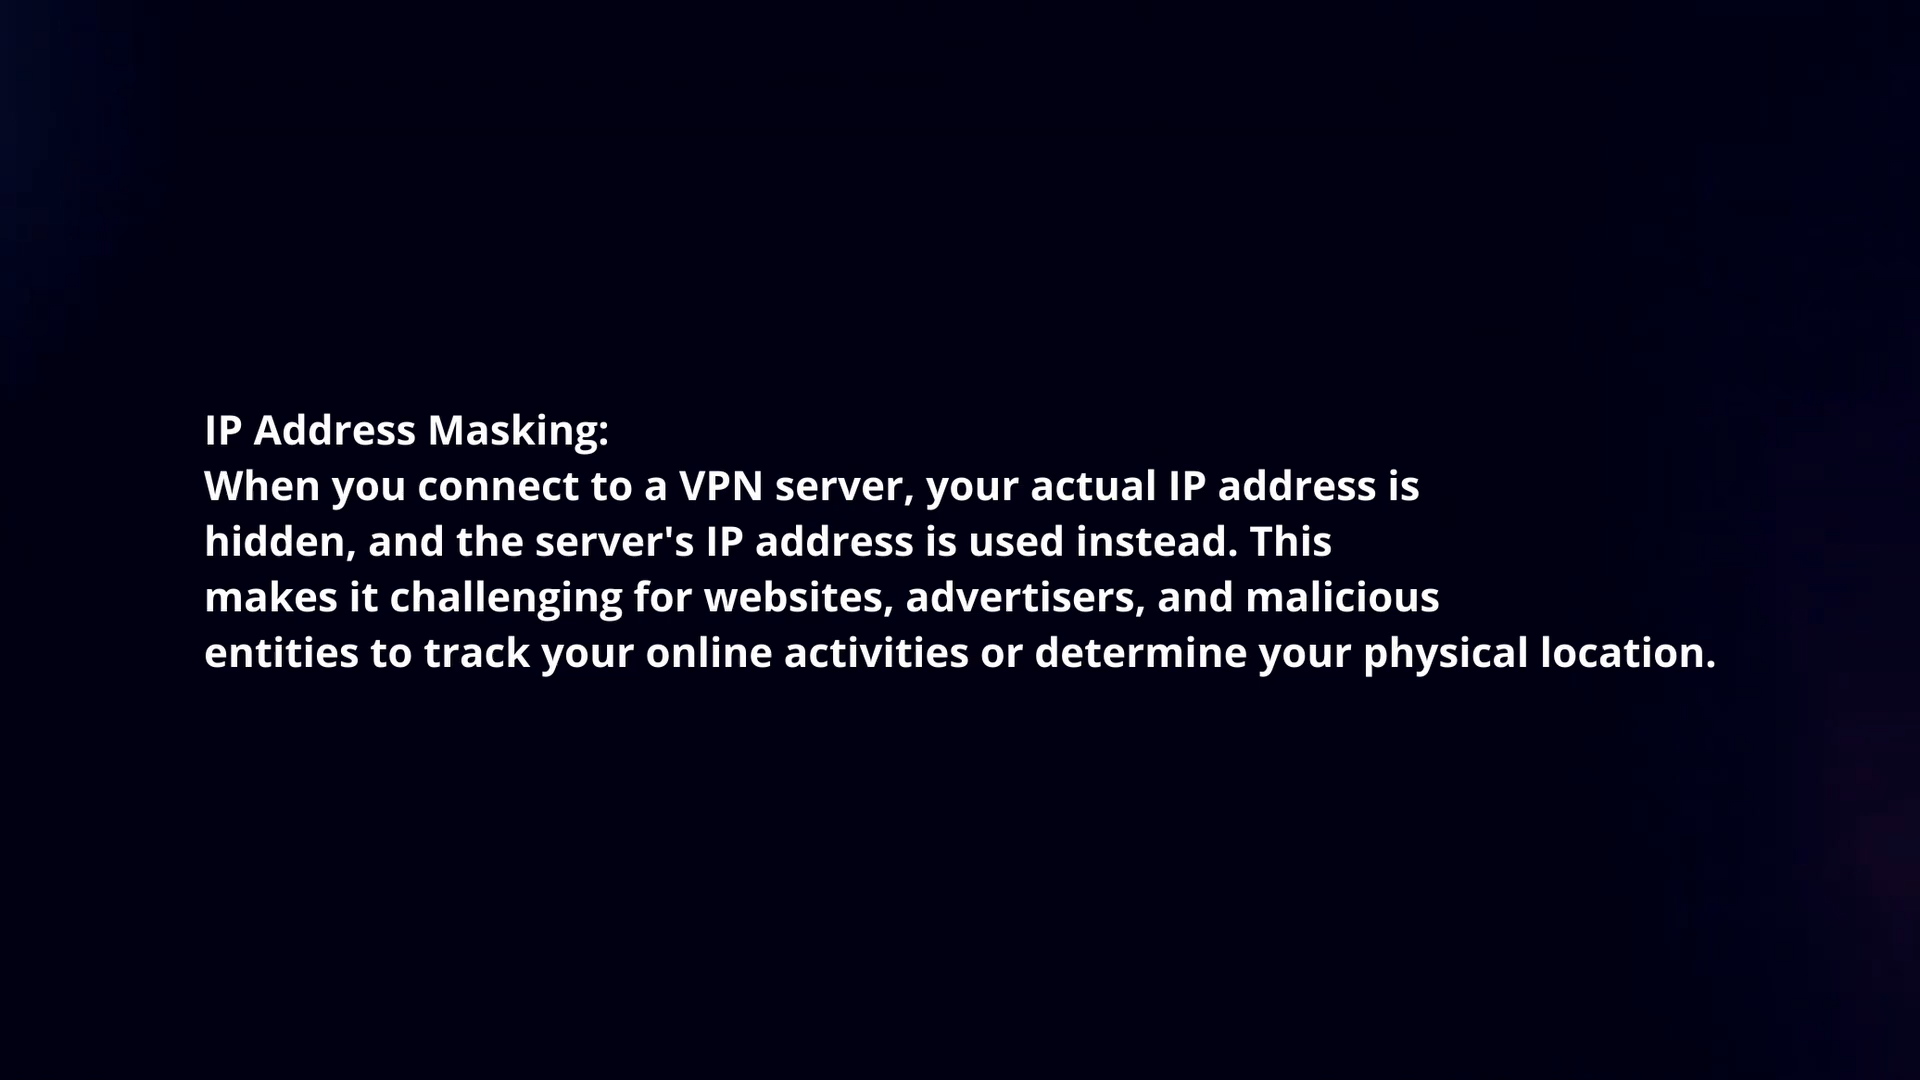 IP Address Masking:
When you connect to a VPN server, your actual IP address is
hidden, and the server's IP address is used instead. This
makes it challenging for websites, advertisers, and malicious
entities to track your online activities or determine your physical location.